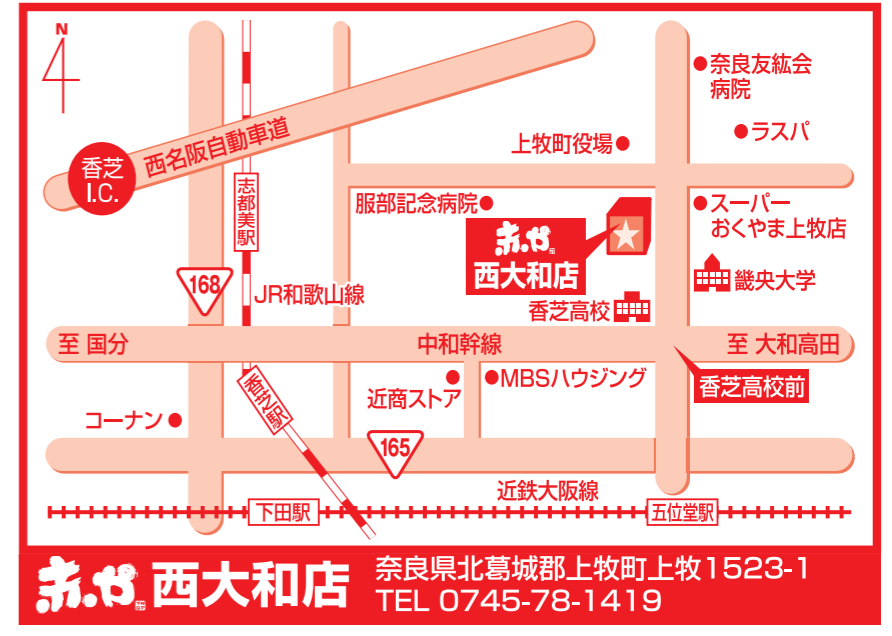 N
奈良友紘会
病院
ラスパ
上牧町役場
西名阪自動車道
香芝
I.C.
志都美駅
服部記念病院
スーパー
おくやま上牧店
赤.か
西大和店
畿央大学
168
JR和歌山線
香芝高校
至 国分
中和幹線
至 大和高田
香芝駅
近商ストア
MBSハウジング
香芝高校前
コーナン
165
近鉄大阪線
下田駅
五位堂駅
赤.か 西大和店
奈良県北葛城郡上牧町上牧1523-1
TEL 0745-78-1419